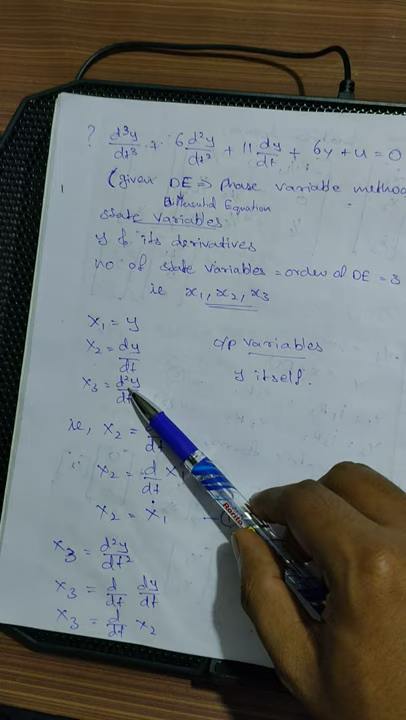 ? d³y/dt³ + 6 d²y/dt² + 11 dy/dt + 6y + u = 0
(given DE ⇒ phase variable method
Differential Equation
state variables
y & its derivatives
no of state variables = order of DE = 3
ie x₁, x₂, x₃
x₁ = y
x₂ = dy/dt
x₃ = d²y/dt²
o/p variables
y itself.
ie, x₂ = /dt
x₂ = d/dt x
x₂ = ẋ₁
x₃ = d²y/dt²
x₃ = d/dt dy/dt
x₃ = d/dt x₂
Rorito